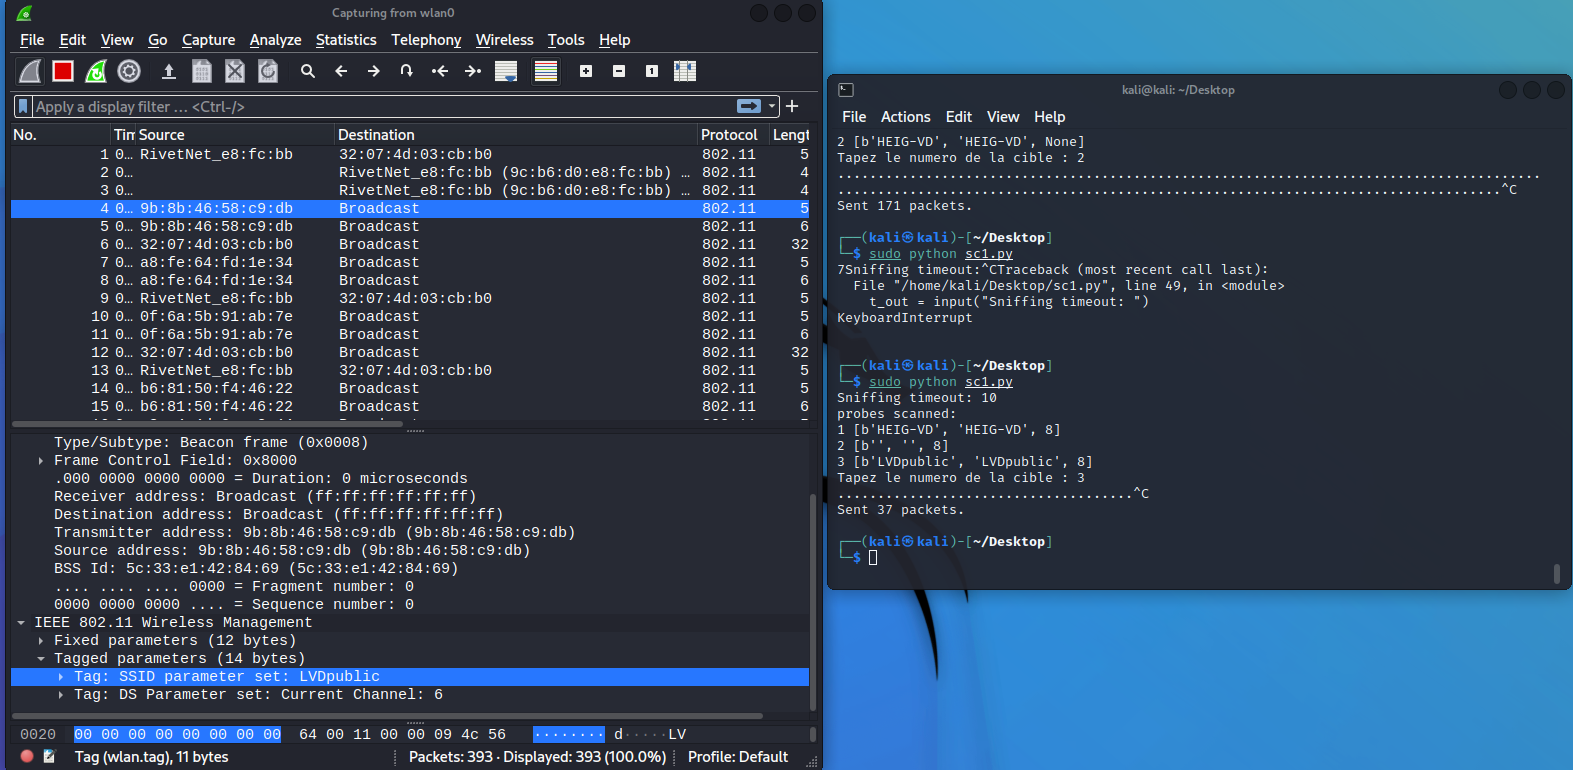 Capturing from wlan0
File Edit View Go Capture Analyze Statistics Telephony Wireless Tools Help
Apply a display filter … <Ctrl-/>
No. Tim Source Destination Protocol Lengt
1 0… RivetNet_e8:fc:bb 32:07:4d:03:cb:b0 802.11 5
2 0… RivetNet_e8:fc:bb (9c:b6:d0:e8:fc:bb) … 802.11 4
3 0… RivetNet_e8:fc:bb (9c:b6:d0:e8:fc:bb) … 802.11 4
4 0… 9b:8b:46:58:c9:db Broadcast 802.11 5
5 0… 9b:8b:46:58:c9:db Broadcast 802.11 6
6 0… 32:07:4d:03:cb:b0 Broadcast 802.11 32
7 0… a8:fe:64:fd:1e:34 Broadcast 802.11 5
8 0… a8:fe:64:fd:1e:34 Broadcast 802.11 6
9 0… RivetNet_e8:fc:bb 32:07:4d:03:cb:b0 802.11 5
10 0… 0f:6a:5b:91:ab:7e Broadcast 802.11 5
11 0… 0f:6a:5b:91:ab:7e Broadcast 802.11 6
12 0… 32:07:4d:03:cb:b0 Broadcast 802.11 32
13 0… RivetNet_e8:fc:bb 32:07:4d:03:cb:b0 802.11 5
14 0… b6:81:50:f4:46:22 Broadcast 802.11 5
15 0… b6:81:50:f4:46:22 Broadcast 802.11 6
Type/Subtype: Beacon frame (0x0008)
Frame Control Field: 0x8000
.000 0000 0000 0000 = Duration: 0 microseconds
Receiver address: Broadcast (ff:ff:ff:ff:ff:ff)
Destination address: Broadcast (ff:ff:ff:ff:ff:ff)
Transmitter address: 9b:8b:46:58:c9:db (9b:8b:46:58:c9:db)
Source address: 9b:8b:46:58:c9:db (9b:8b:46:58:c9:db)
BSS Id: 5c:33:e1:42:84:69 (5c:33:e1:42:84:69)
.... .... .... 0000 = Fragment number: 0
0000 0000 0000 .... = Sequence number: 0
IEEE 802.11 Wireless Management
Fixed parameters (12 bytes)
Tagged parameters (14 bytes)
Tag: SSID parameter set: LVDpublic
Tag: DS Parameter set: Current Channel: 6
0020 00 00 00 00 00 00 00 00 64 00 11 00 00 09 4c 56 ········ d·····LV
Tag (wlan.tag), 11 bytes Packets: 393 · Displayed: 393 (100.0%) Profile: Default
kali@kali: ~/Desktop
File Actions Edit View Help
2 [b'HEIG-VD', 'HEIG-VD', None]
Tapez le numero de la cible : 2
........................................................................................
...................................................................................^C
Sent 171 packets.
┌──(kali㉿kali)-[~/Desktop]
└─$ sudo python sc1.py
7Sniffing timeout:^CTraceback (most recent call last):
File "/home/kali/Desktop/sc1.py", line 49, in <module>
t_out = input("Sniffing timeout: ")
KeyboardInterrupt
┌──(kali㉿kali)-[~/Desktop]
└─$ sudo python sc1.py
Sniffing timeout: 10
probes scanned:
1 [b'HEIG-VD', 'HEIG-VD', 8]
2 [b'', '', 8]
3 [b'LVDpublic', 'LVDpublic', 8]
Tapez le numero de la cible : 3
.....................................^C
Sent 37 packets.
┌──(kali㉿kali)-[~/Desktop]
└─$